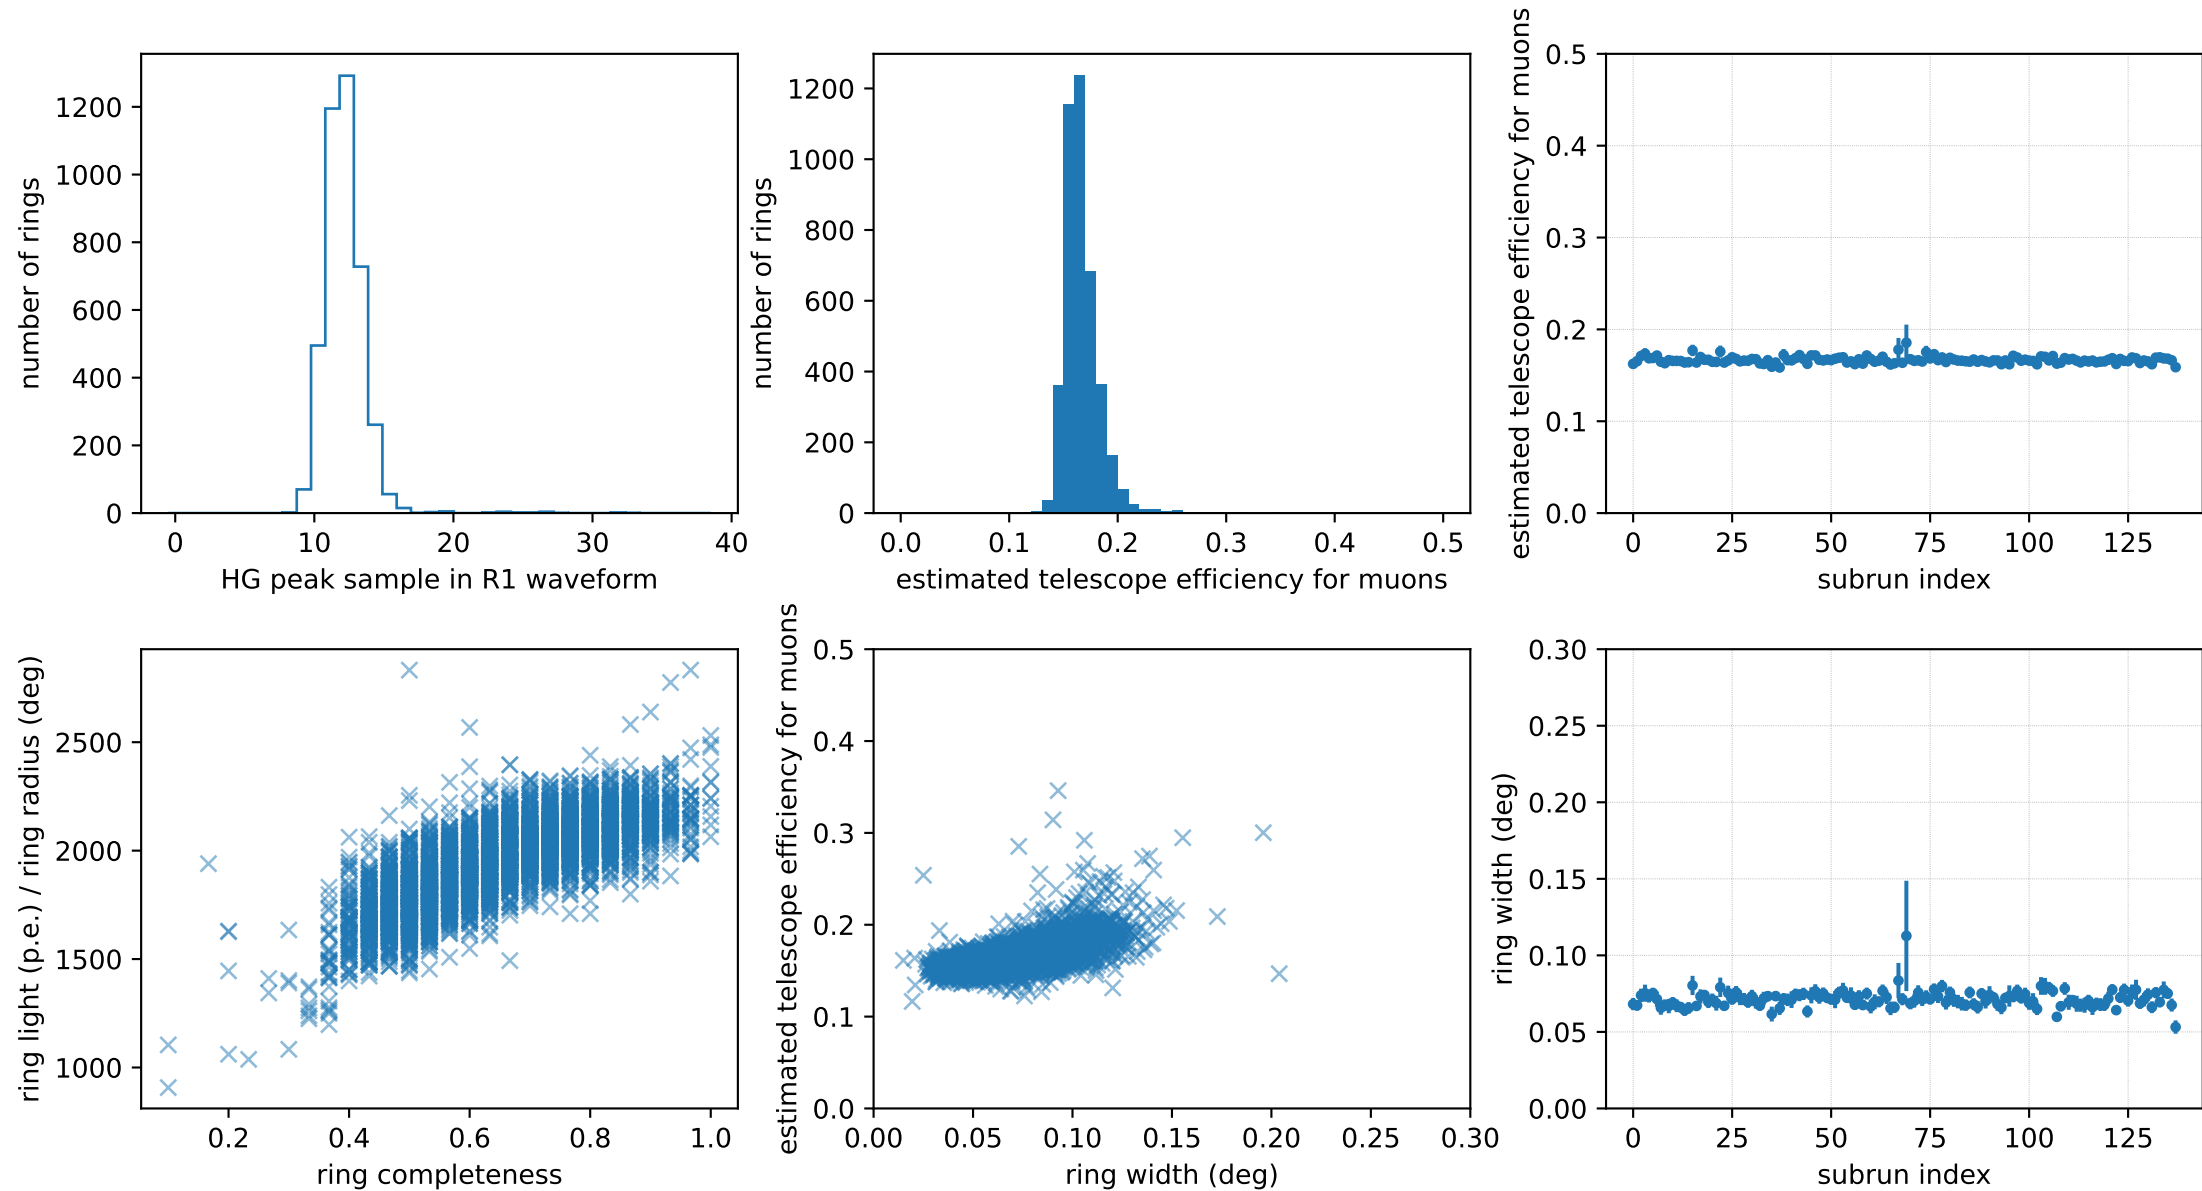 number of rings
1200
1000
800
600
400
200
0
0 10 20 30 40
HG peak sample in R1 waveform
number of rings
1200
1000
800
600
400
200
0
0.0 0.1 0.2 0.3 0.4 0.5
estimated telescope efficiency for muons
estimated telescope efficiency for muons
0.5
0.4
0.3
0.2
0.1
0.0
0 25 50 75 100 125
subrun index
ring light (p.e.) / ring radius (deg)
2500
2000
1500
1000
0.2 0.4 0.6 0.8 1.0
ring completeness
estimated telescope efficiency for muons
0.5
0.4
0.3
0.2
0.1
0.0
0.00 0.05 0.10 0.15 0.20 0.25 0.30
ring width (deg)
ring width (deg)
0.30
0.25
0.20
0.15
0.10
0.05
0.00
0 25 50 75 100 125
subrun index